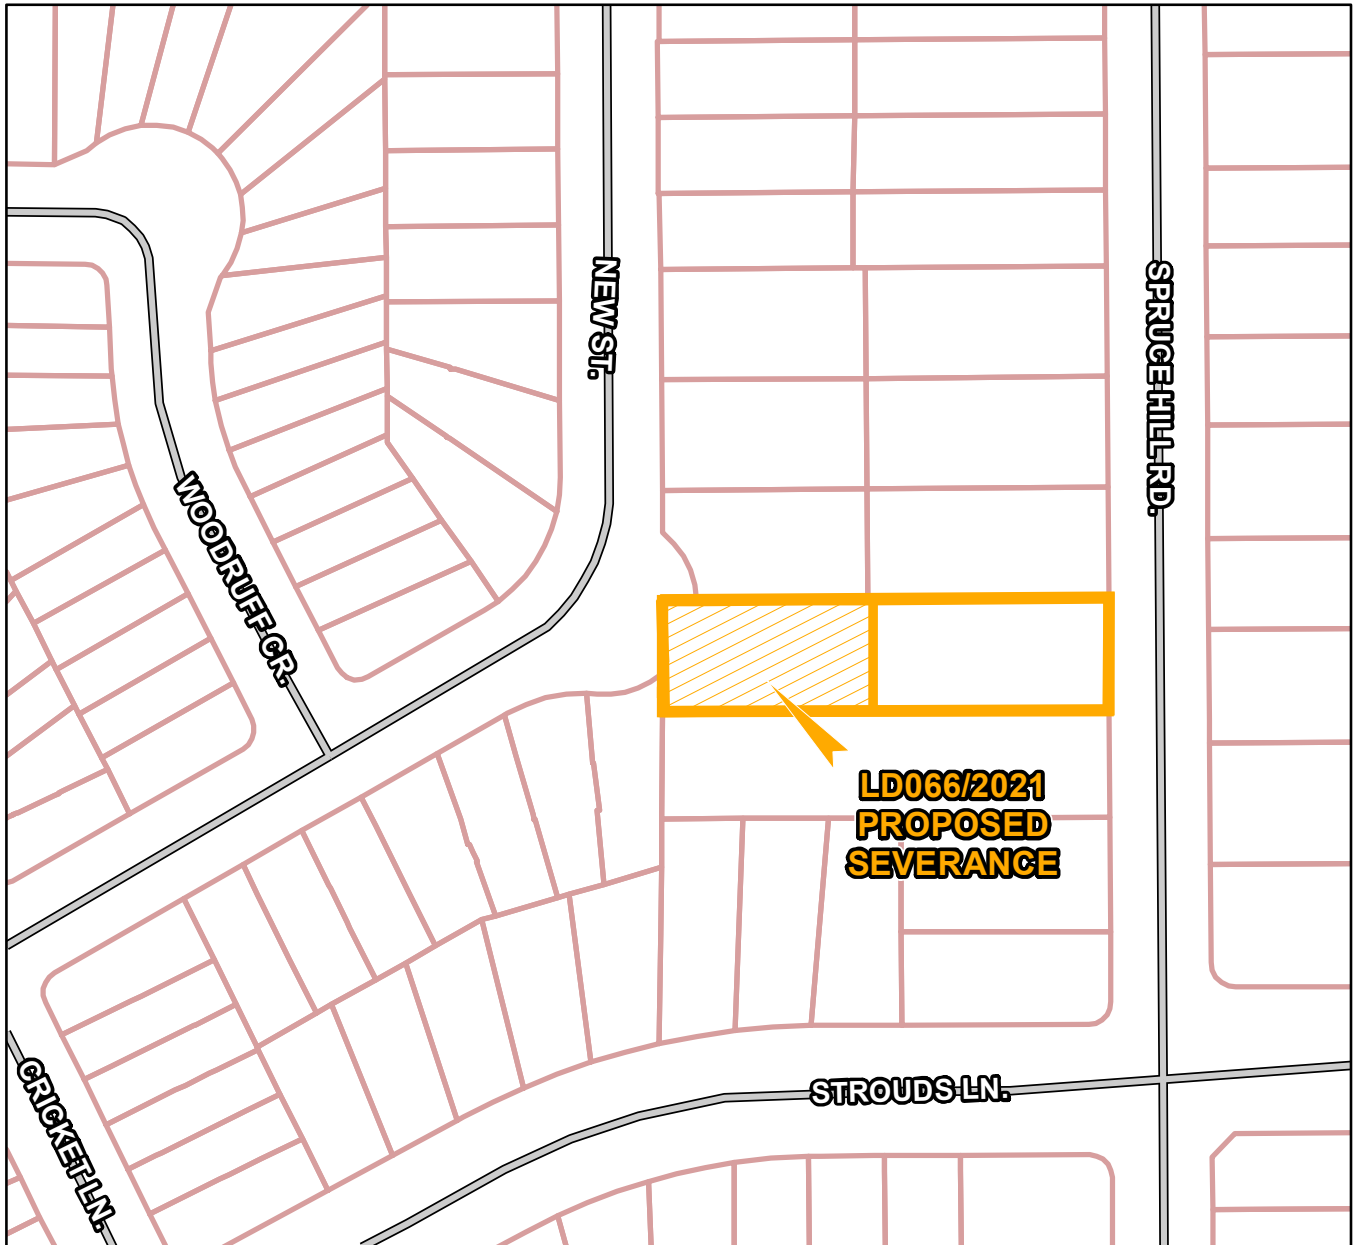 NEW ST.
SPRUCE HILL RD.
WOODRUFF CR.
LD066/2021
PROPOSED
SEVERANCE
CRICKET LN.
STROUDS LN.